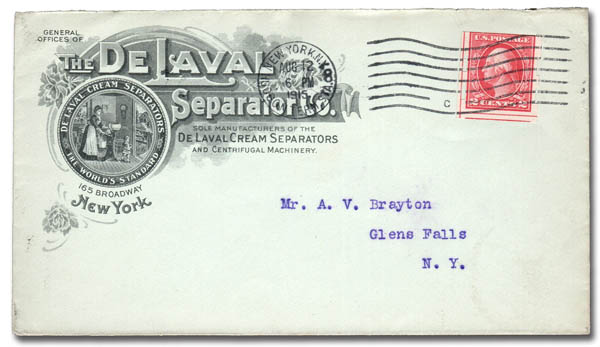 GENERAL
OFFICES OF
THE DE LAVAL
Separator Co.
SOLE MANUFACTURERS OF THE
DE LAVAL CREAM SEPARATORS
AND CENTRIFUGAL MACHINERY.
DE LAVAL CREAM SEPARATORS
THE WORLD'S STANDARD
165 BROADWAY
New York
NEW YORK, N.Y.
AUG 12
PM
1915
C
U.S. POSTAGE
2 CENTS 2
Mr. A. V. Brayton
Glens Falls
N. Y.